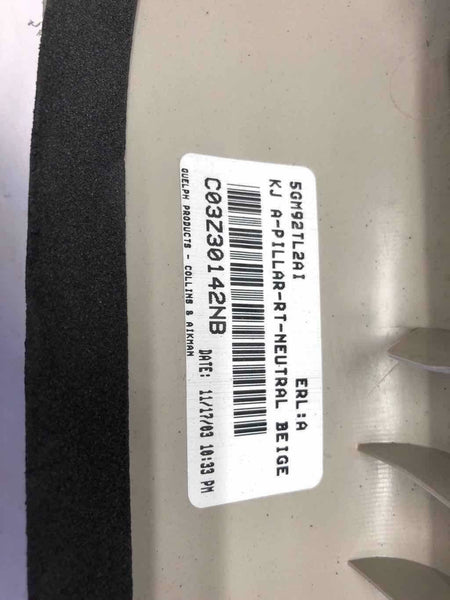 5GM92TL2AI ERL:A
KJ A-PILLAR-RT-NEUTRAL BEIGE
C03Z30142NB DATE: 11/17/03 10:33 PM
GUELPH PRODUCTS - COLLINS & AIKMAN